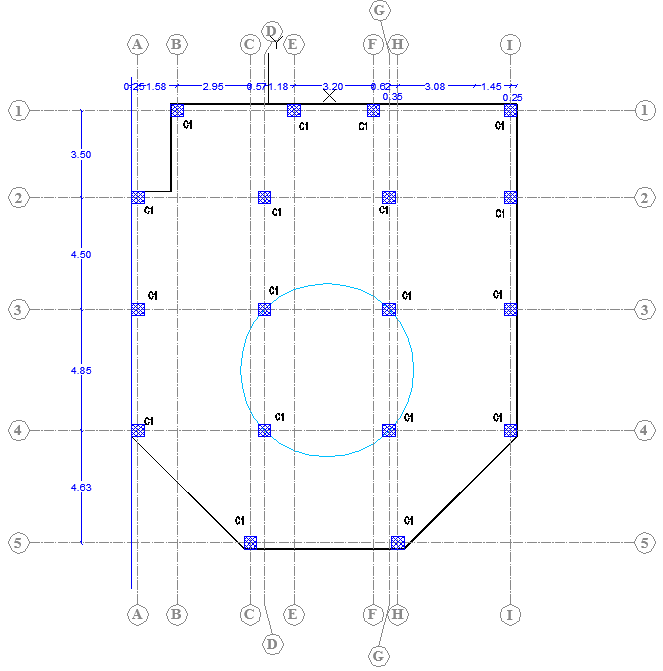 G
D
A B C E F H I
Y
0.25 1.58 2.95 0.57 1.18 3.20 0.62 3.08 1.45
0.35 0.25
X
1 1
C1 C1 C1 C1
3.50
2 2
C1 C1 C1 C1
4.50
C1 C1 C1 C1
3 3
4.85
C1 C1 C1 C1
4 4
4.63
C1 C1
5 5
A B C E F H I
D
G